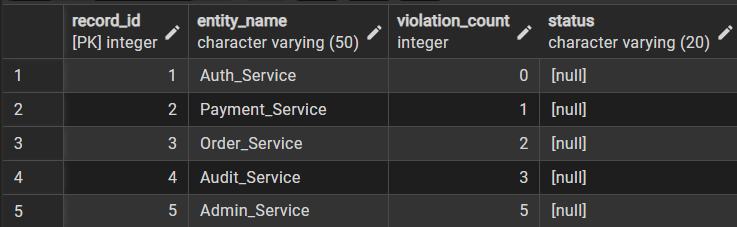 record_id entity_name violation_count status
[PK] integer character varying (50) integer character varying (20)
1 1 Auth_Service 0 [null]
2 2 Payment_Service 1 [null]
3 3 Order_Service 2 [null]
4 4 Audit_Service 3 [null]
5 5 Admin_Service 5 [null]